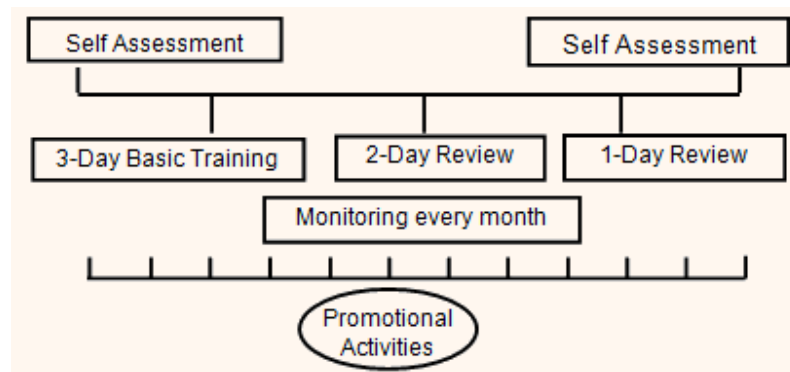 Self Assessment
Self Assessment
3-Day Basic Training
2-Day Review
1-Day Review
Monitoring every month
Promotional
Activities